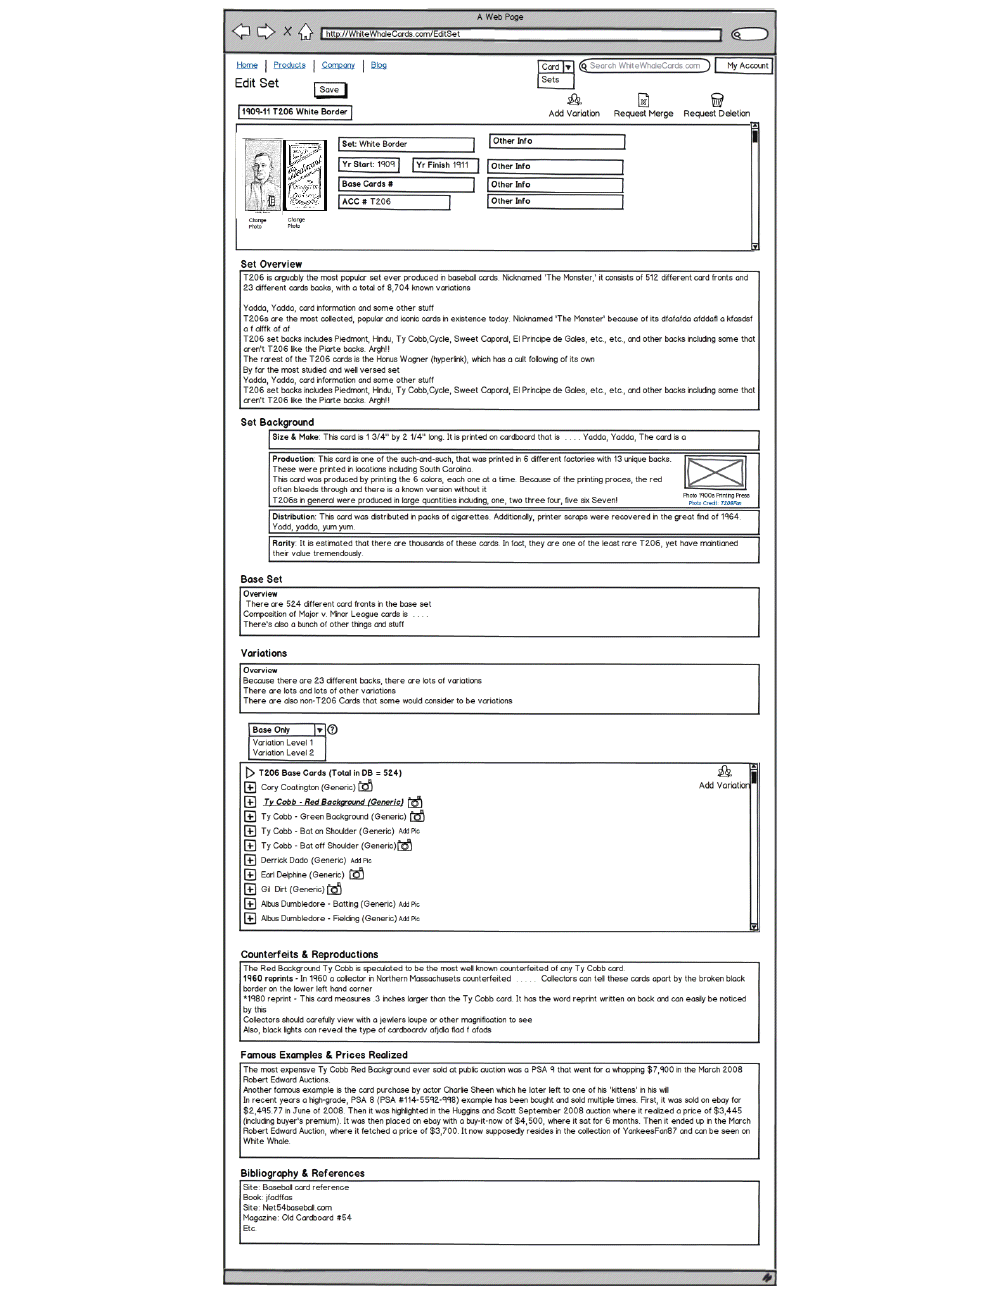 A Web Page
http://WhiteWhaleCards.com/EditSet
Home Products Company Blog
Card
Sets
Search WhiteWhaleCards.com
My Account
Edit Set
Save
Add Variation Request Merge Request Deletion
1909-11 T206 White Border
Set: White Border
Other Info
Yr Start: 1909
Yr Finish 1911
Other Info
Base Cards #
Other Info
ACC # T206
Other Info
Change
Photo
Change
Photo
Set Overview
T206 is arguably the most popular set ever produced in baseball cards. Nicknamed 'The Monster,' it consists of 512 different card fronts and
23 different cards backs, with a total of 8,704 known variations
Yadda, Yadda, card information and some other stuff
T206s are the most collected, popular and iconic cards in existence today. Nicknamed 'The Monster' because of its dfafafda afddafl a kfasdsf
a f dlffk af af
T206 set backs includes Piedmont, Hindu, Ty Cobb,Cycle, Sweet Caporal, El Principe de Gales, etc., etc., and other backs including some that
aren't T206 like the Piarte backs. Argh!!
The rarest of the T206 cards is the Honus Wagner (hyperlink), which has a cult following of its own
By far the most studied and well versed set
Yadda, Yadda, card information and some other stuff
T206 set backs includes Piedmont, Hindu, Ty Cobb,Cycle, Sweet Caporal, El Principe de Gales, etc., etc., and other backs including some that
aren't T206 like the Piarte backs. Argh!!
Set Background
Size & Make: This card is 1 3/4" by 2 1/4" long. It is printed on cardboard that is . . . . Yadda, Yadda, The card is a
Production: This card is one of the such-and-such, that was printed in 6 different factories with 13 unique backs.
These were printed in locations including South Carolina.
This card was produced by printing the 6 colors, each one at a time. Because of the printing proces, the red
often bleeds through and there is a known version without it
T206s in general were produced in large quantities including, one, two three four, five six Seven!
Photo 1900s Printing Press
Photo Credit: T206Fan
Distribution: This card was distributed in packs of cigarettes. Additionally, printer scraps were recovered in the great find of 1964.
Yadd, yadda, yum yum.
Rarity: It is estimated that there are thousands of these cards. In fact, they are one of the least rare T206, yet have maintianed
their value tremendously.
Base Set
Overview
There are 524 different card fronts in the base set
Composition of Major v. Minor League cards is . . . .
There's also a bunch of other things and stuff
Variations
Overview
Because there are 23 different backs, there are lots of variations
There are lots and lots of other variations
There are also non-T206 Cards that some would consider to be variations
Base Only
?
Variation Level 1
Variation Level 2
T206 Base Cards (Total in DB = 524)
Add Variation
Cory Coatington (Generic)
Ty Cobb - Red Background (Generic)
Ty Cobb - Green Background (Generic)
Ty Cobb - Bat on Shoulder (Generic) Add Pic
Ty Cobb - Bat off Shoulder (Generic)
Derrick Dado (Generic) Add Pic
Earl Delphine (Generic)
Gil Dirt (Generic)
Albus Dumbledore - Batting (Generic) Add Pic
Albus Dumbledore - Fielding (Generic) Add Pic
Counterfeits & Reproductions
The Red Background Ty Cobb is speculated to be the most well known counterfeited of any Ty Cobb card.
1960 reprints - In 1960 a collector in Northern Massachusets counterfeited . . . . . Collectors can tell these cards apart by the broken black
border on the lower left hand corner
*1980 reprint - This card measures .3 inches larger than the Ty Cobb card. It has the word reprint written on back and can easily be noticed
by this
Collectors should carefully view with a jewlers loupe or other magnification to see
Also, black lights can reveal the type of cardboardv afjdla flad f afads
Famous Examples & Prices Realized
The most expensve Ty Cobb Red Background ever sold at public auction was a PSA 9 that went for a whoppng $7,900 in the March 2008
Robert Edward Auctions.
Another famous example is the card purchase by actor Charlie Sheen which he later left to one of his 'kittens' in his will
In recent years a high-grade, PSA 8 (PSA #114-5592-998) example has been bought and sold multiple times. First, it was sold on ebay for
$2,495.77 in June of 2008. Then it was highlighted in the Huggins and Scott September 2008 auction where it realized a price of $3,445
(including buyer's premium). It was then placed on ebay with a buy-it-now of $4,500, where it sat for 6 months. Then it ended up in the March
Robert Edward Auction, where it fetched a price of $3,700. It now supposedly resides in the collection of YankeesFan87 and can be seen on
White Whale.
Bibliography & References
Site: Baseball card reference
Book: jfadffas
Site: Net54baseball.com
Magazine: Old Cardboard #54
Etc